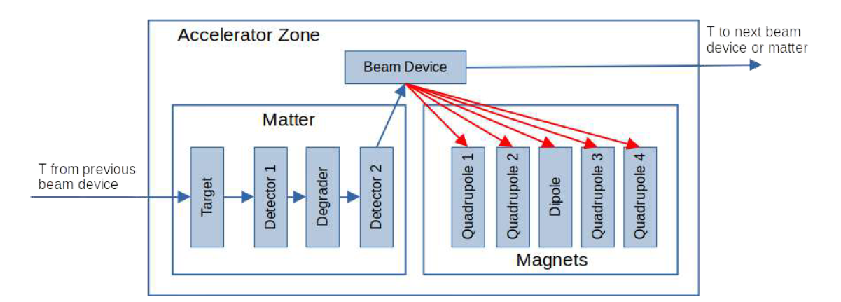 Accelerator Zone
T to next beam
device or matter
Beam Device
Matter
T from previous
beam device
Target
Detector 1
Degrader
Detector 2
Quadrupole 1
Quadrupole 2
Dipole
Quadrupole 3
Quadrupole 4
Magnets